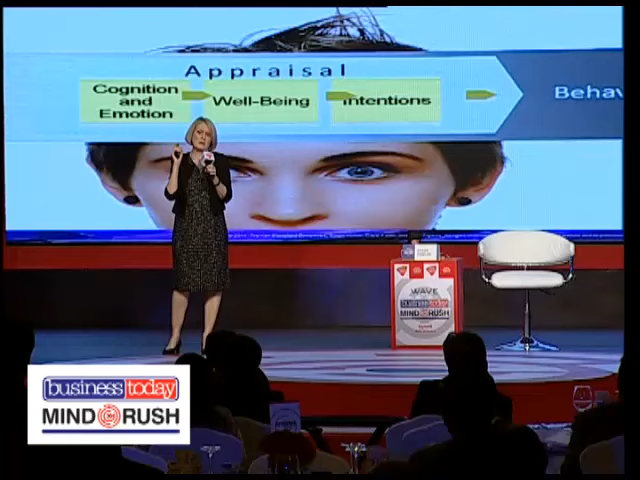 Appraisal
Cognition
and
Emotion
Well-Being
Intentions
Behav
WAVE
business today
MIND RUSH
business today
MIND RUSH